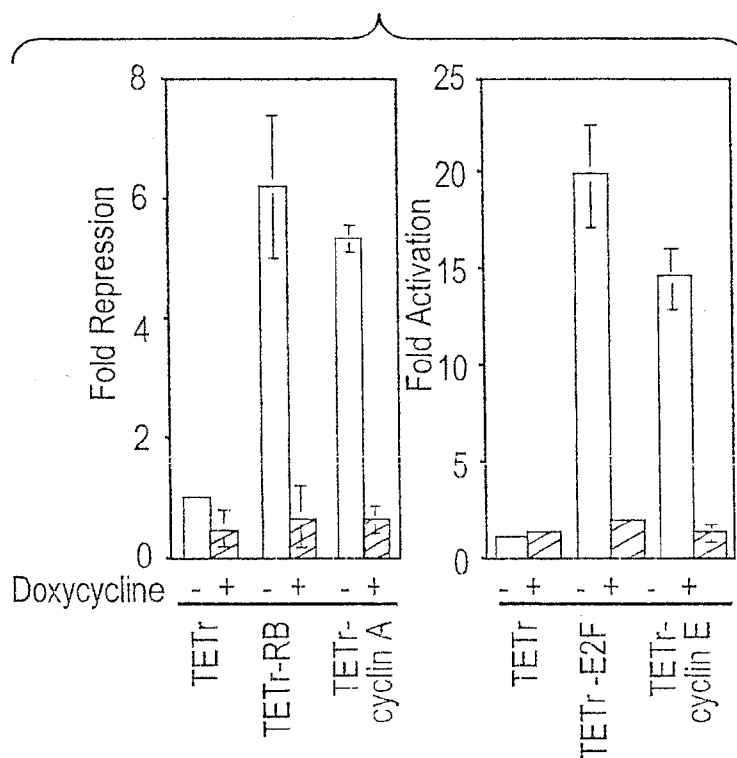 Fold Repression
8
6
4
2
0
Fold Activation
25
20
15
10
5
0
Doxycycline - + - + - + - + - + - +
TETr
TETr-RB
TETr-
cyclin A
TETr
TETr -E2F
TETr-
cyclin E